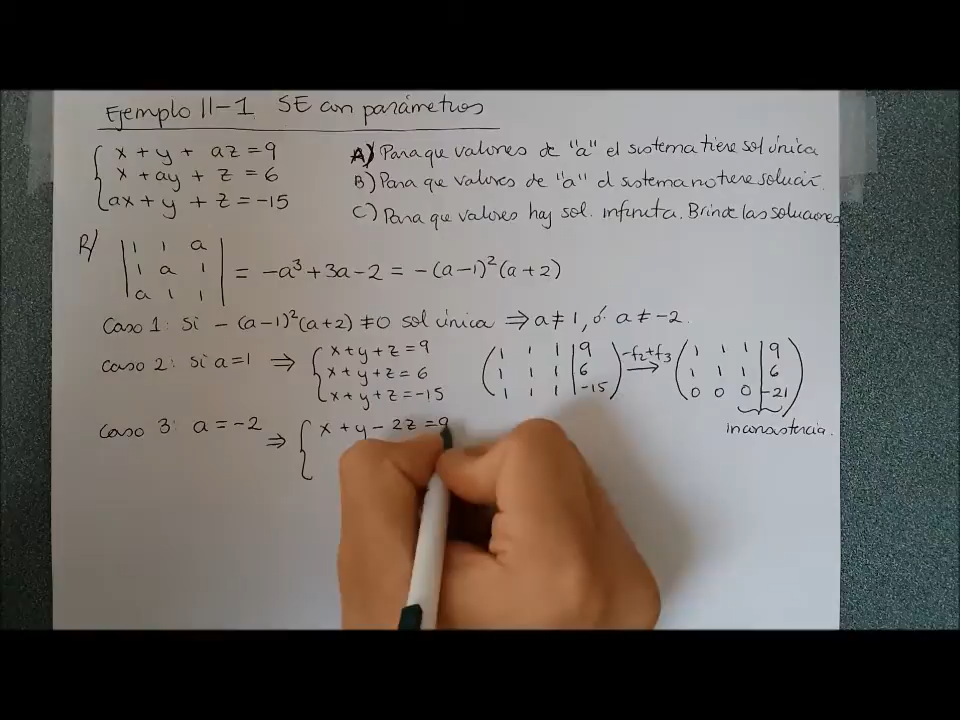 Ejemplo 11-1 SE con parámetros
x + y + az = 9
x + ay + z = 6
ax + y + z = -15
A) Para que valores de "a" el sistema tiene sol única
B) Para que valores de "a" el sistema no tiene solución.
C) Para que valores hay sol. infinita. Brinde las soluciones
R/ | 1 1 a |
| 1 a 1 | = -a³ + 3a - 2 = -(a-1)²(a+2)
| a 1 1 |
Caso 1: Si -(a-1)²(a+2) ≠ 0 sol única ⇒ a ≠ 1, ó a ≠ -2.
Caso 2: si a = 1 ⇒ { x + y + z = 9
x + y + z = 6
x + y + z = -15
( 1 1 1 | 9
1 1 1 | 6
1 1 1 | -15 )
-f₂+f₃ →
( 1 1 1 | 9
1 1 1 | 6
0 0 0 | -21 )
inconsistencia.
Caso 3: a = -2 ⇒ { x + y - 2z = 9